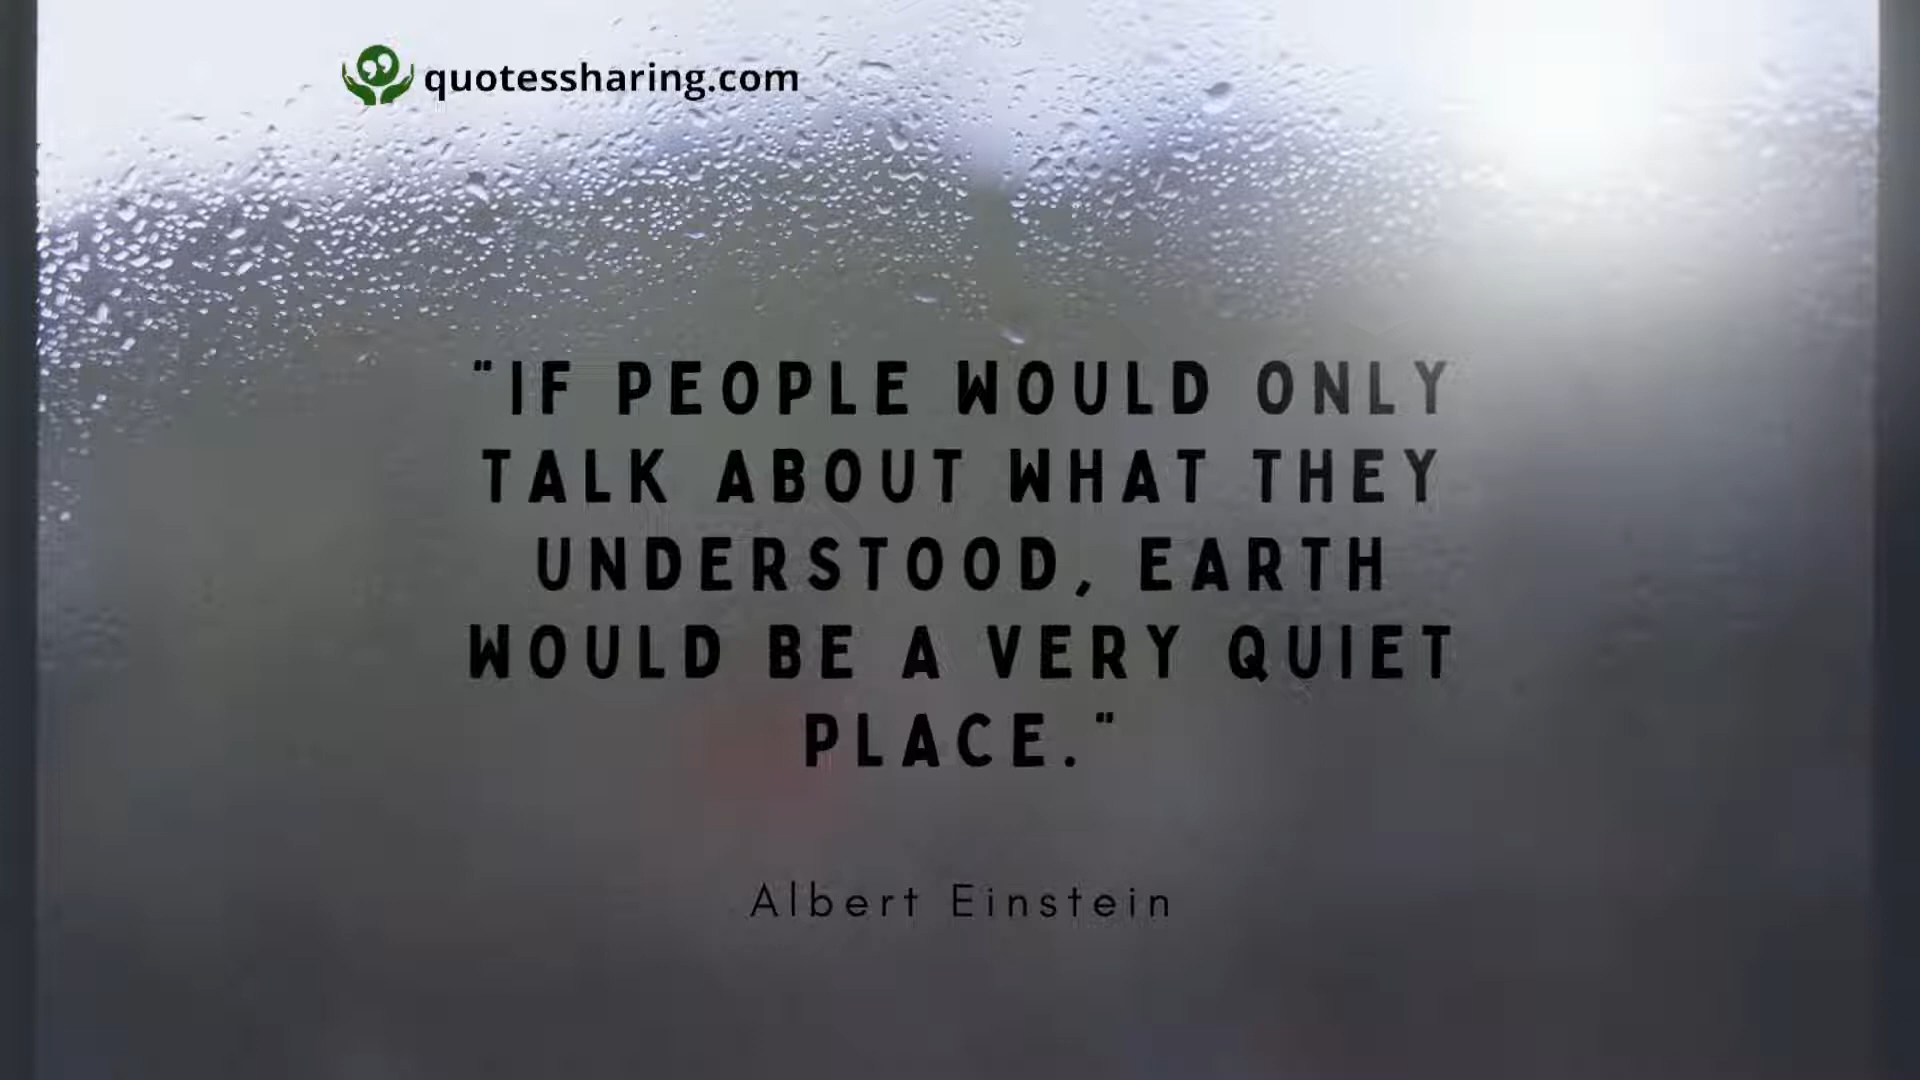 quotessharing.com
"IF PEOPLE WOULD ONLY
TALK ABOUT WHAT THEY
UNDERSTOOD, EARTH
WOULD BE A VERY QUIET
PLACE."
Albert Einstein